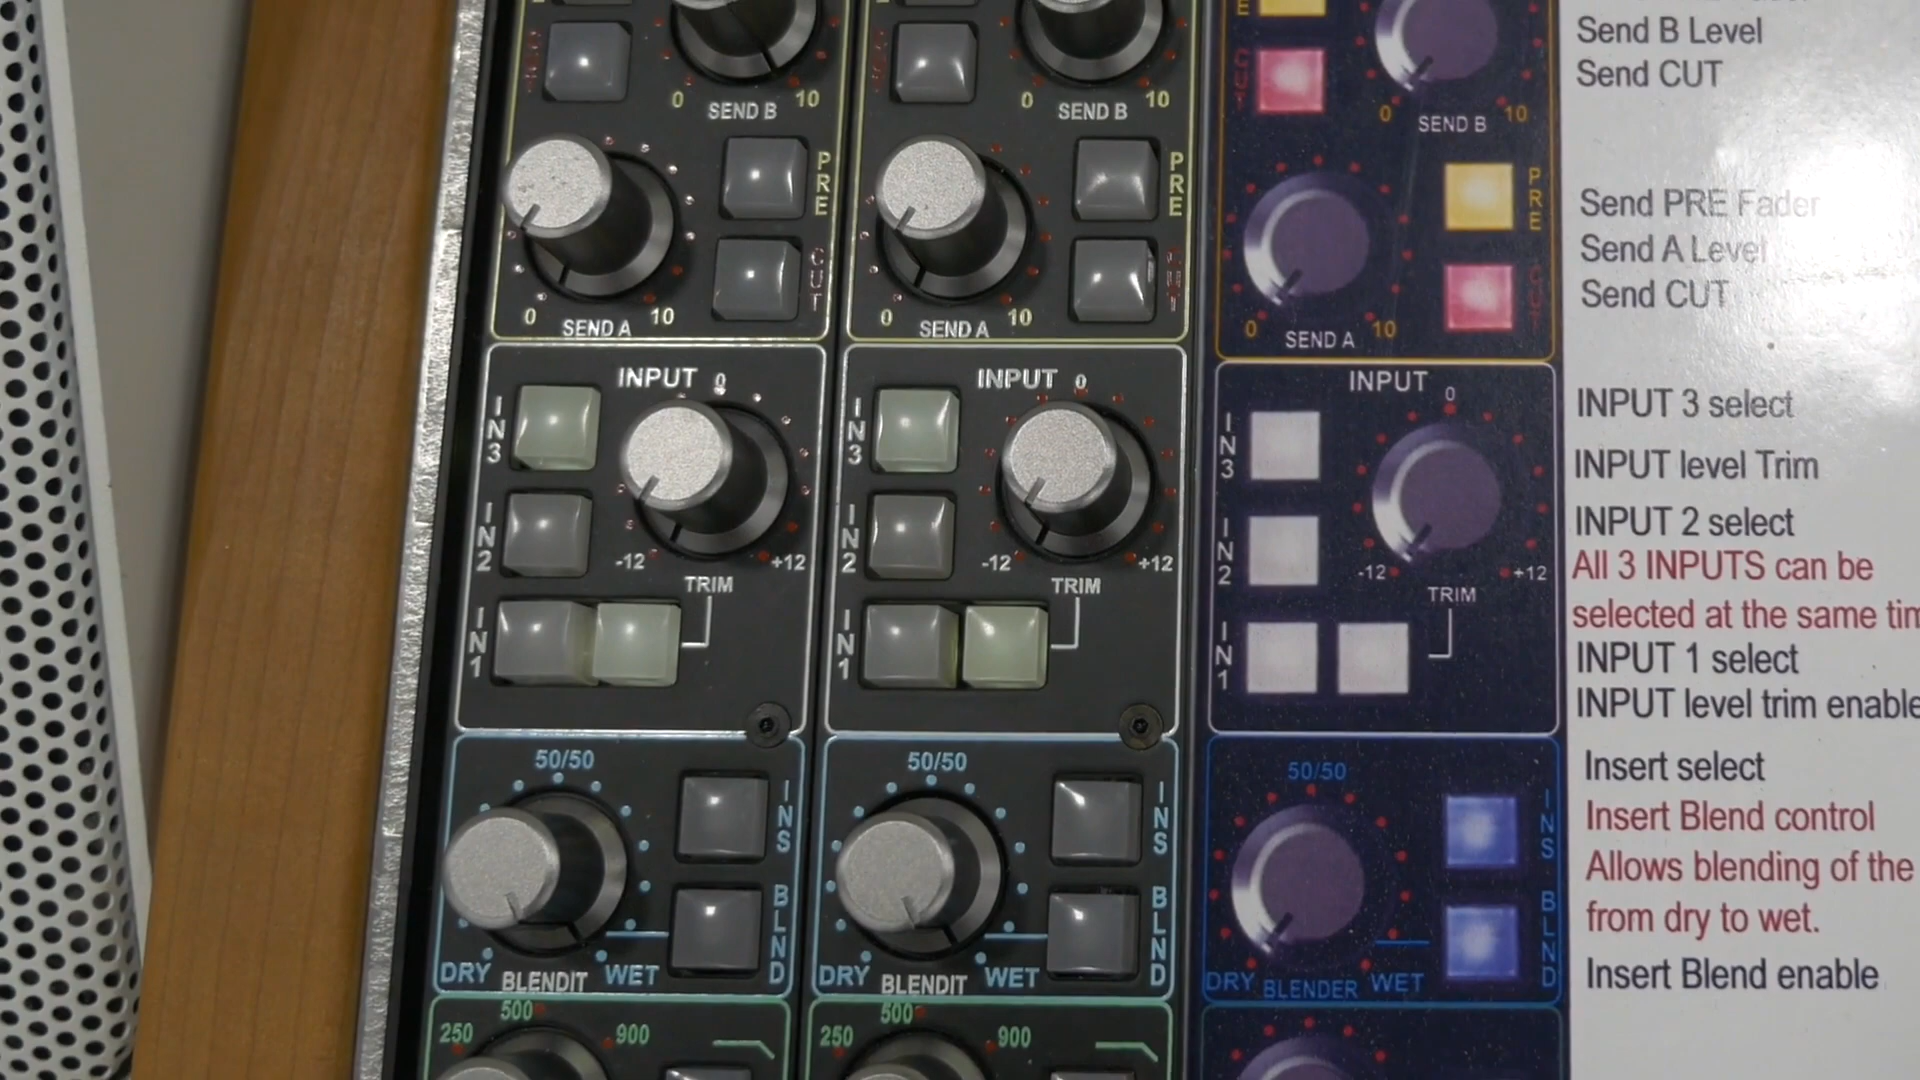 CUT
0 SEND B 10
PRE
CUT
0 SEND A 10
INPUT 0
IN3
IN2
-12 +12
TRIM
IN1
50/50
INS
BLND
DRY BLENDIT WET
500
250 900
CUT
0 SEND B 10
PRE
CUT
0 SEND A 10
INPUT 0
IN3
IN2
-12 +12
TRIM
IN1
50/50
INS
BLND
DRY BLENDIT WET
500
250 900
CUT
0 SEND B 10
PRE
CUT
0 SEND A 10
INPUT
0
IN3
IN2
-12 +12
TRIM
IN1
50/50
INS
BLND
DRY BLENDER WET
Send B Level
Send CUT
Send PRE Fader
Send A Level
Send CUT
INPUT 3 select
INPUT level Trim
INPUT 2 select
All 3 INPUTS can be
selected at the same
INPUT 1 select
INPUT level trim enable
Insert select
Insert Blend control
Allows blending of the
from dry to wet.
Insert Blend enable